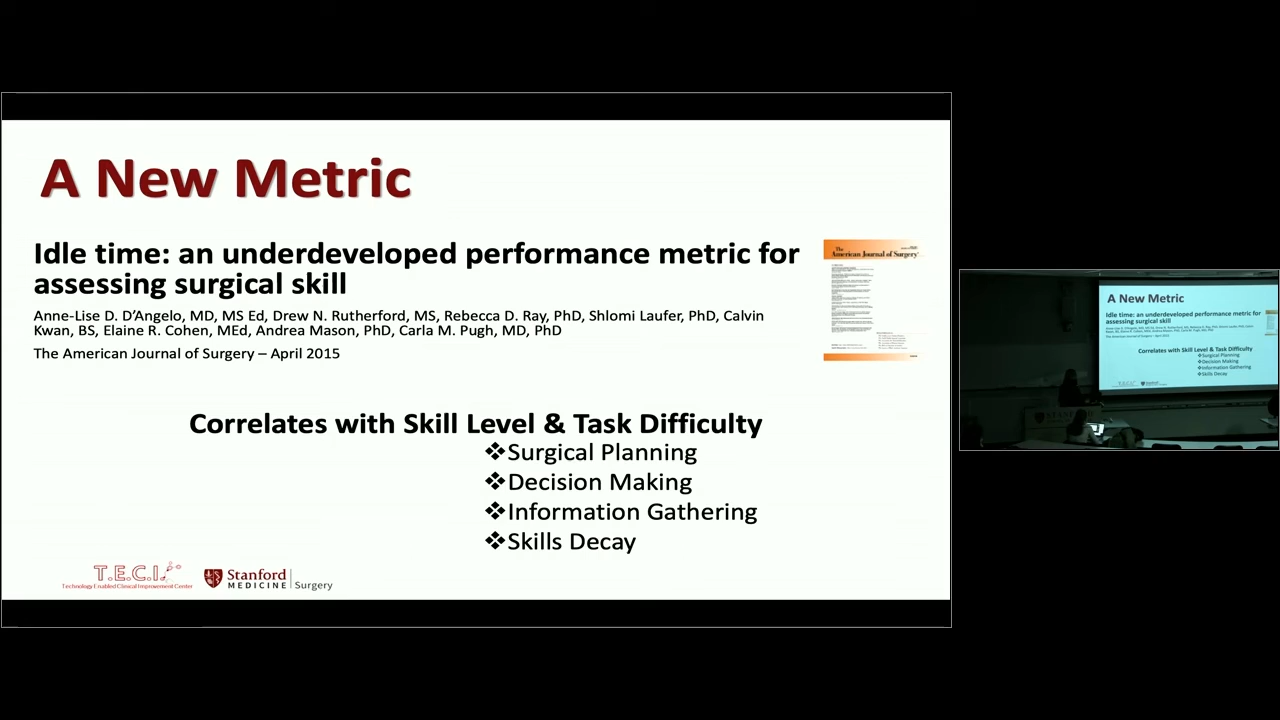 A New Metric
Idle time: an underdeveloped performance metric for
assessing surgical skill
Anne-Lise D. D'Angelo, MD, MS Ed, Drew N. Rutherford, MS, Rebecca D. Ray, PhD, Shlomi Laufer, PhD, Calvin
Kwan, BS, Elaine R. Cohen, MEd, Andrea Mason, PhD, Carla M. Pugh, MD, PhD
The American Journal of Surgery – April 2015
The
American Journal of Surgery
Correlates with Skill Level & Task Difficulty
❖Surgical Planning
❖Decision Making
❖Information Gathering
❖Skills Decay
T.E.C.I.
Technology Enabled Clinical Improvement Center
Stanford
MEDICINE
Surgery
A New Metric
Idle time: an underdeveloped performance metric for
assessing surgical skill
Correlates with Skill Level & Task Difficulty
❖Surgical Planning
❖Decision Making
❖Information Gathering
❖Skills Decay